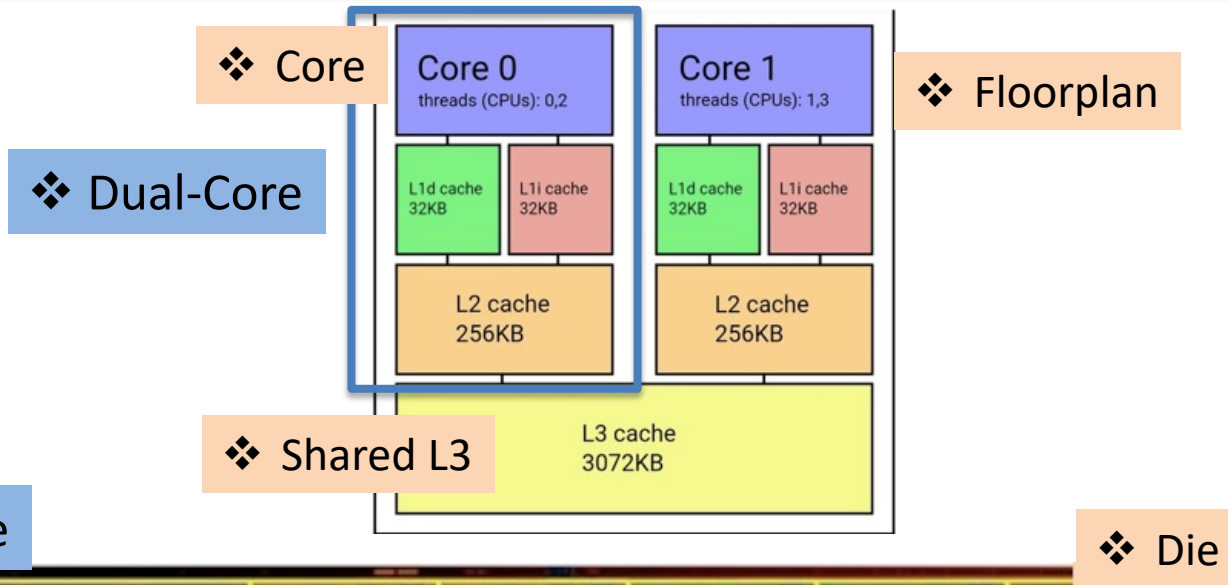 ❖ Core
Core 0
threads (CPUs): 0,2
Core 1
threads (CPUs): 1,3
❖ Floorplan
❖ Dual-Core
L1d cache
32KB
L1i cache
32KB
L1d cache
32KB
L1i cache
32KB
L2 cache
256KB
L2 cache
256KB
❖ Shared L3
L3 cache
3072KB
❖ Die